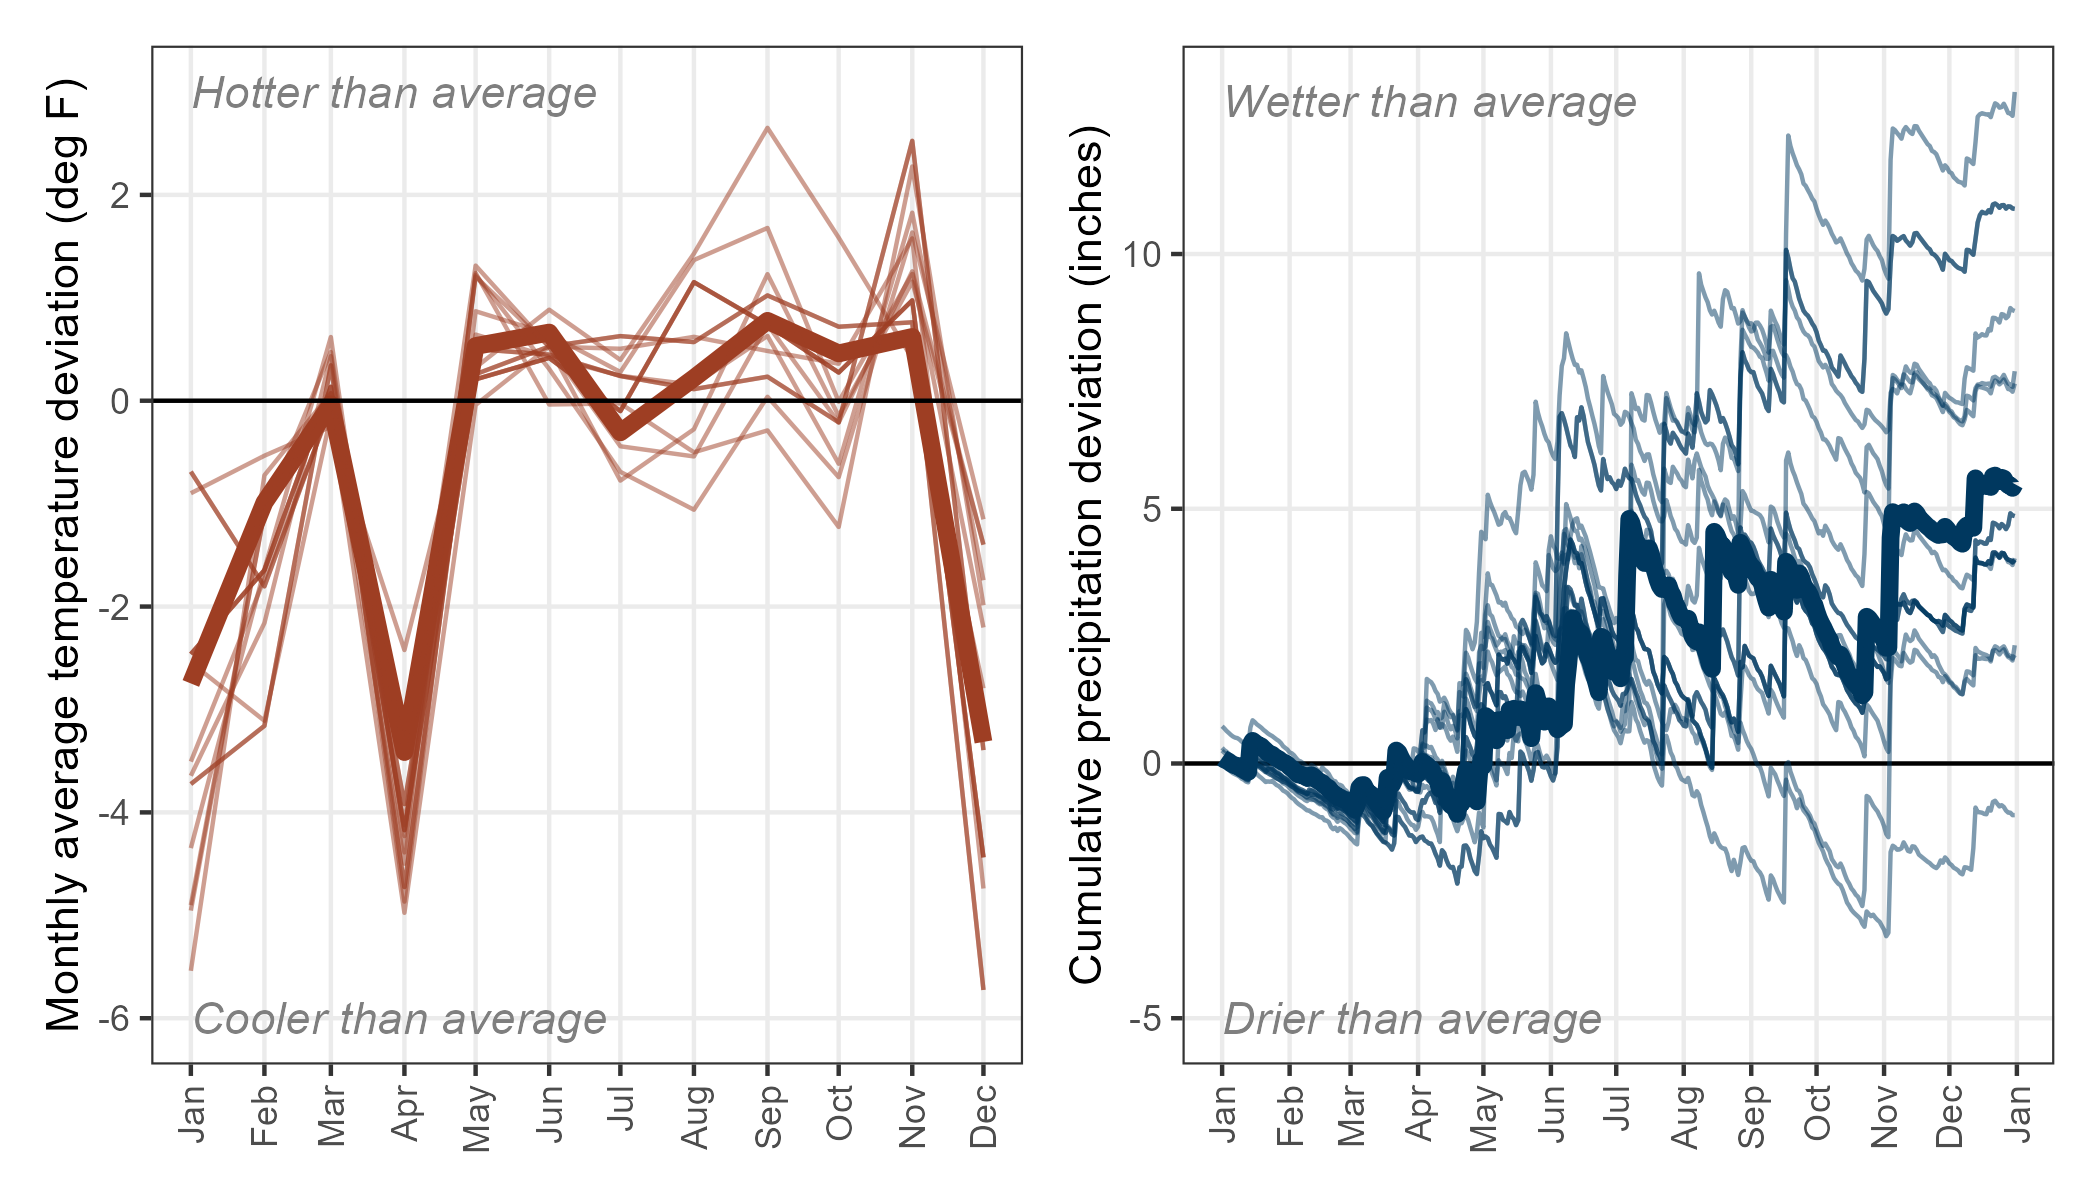 Monthly average temperature deviation (deg F)
Hotter than average
Cooler than average
2
0
-2
-4
-6
Jan
Feb
Mar
Apr
May
Jun
Jul
Aug
Sep
Oct
Nov
Dec
Cumulative precipitation deviation (inches)
Wetter than average
Drier than average
10
5
0
-5
Jan
Feb
Mar
Apr
May
Jun
Jul
Aug
Sep
Oct
Nov
Dec
Jan